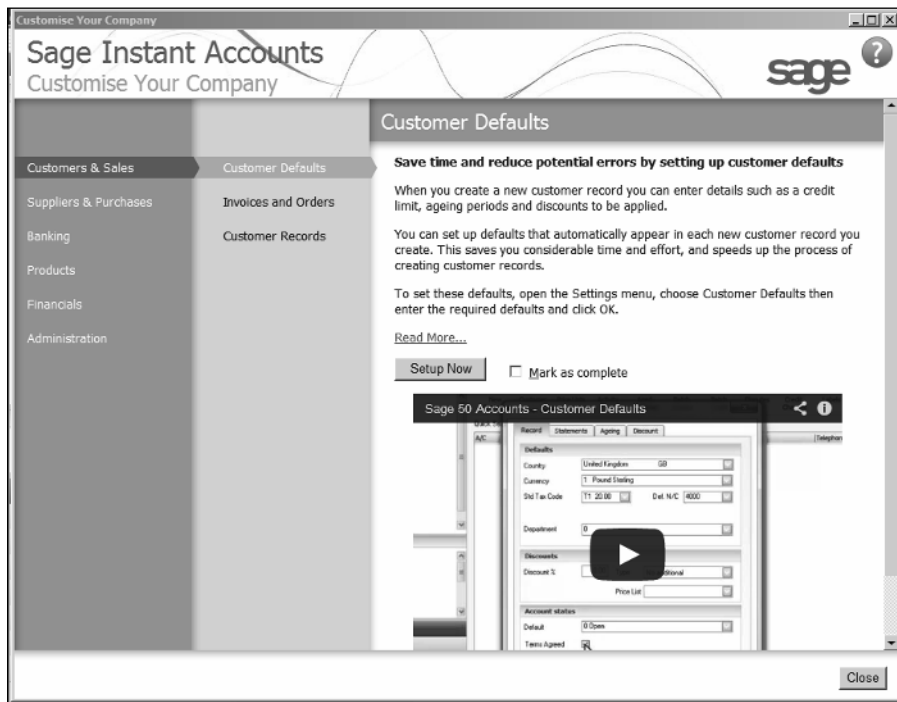 Customise Your Company
Sage Instant Accounts
Customise Your Company
sage
?
Customer Defaults
Customers & Sales
Suppliers & Purchases
Banking
Products
Financials
Administration
Customer Defaults
Invoices and Orders
Customer Records
Save time and reduce potential errors by setting up customer defaults
When you create a new customer record you can enter details such as a credit
limit, ageing periods and discounts to be applied.
You can set up defaults that automatically appear in each new customer record you
create. This saves you considerable time and effort, and speeds up the process of
creating customer records.
To set these defaults, open the Settings menu, choose Customer Defaults then
enter the required defaults and click OK.
Read More...
Setup Now
Mark as complete
Sage 50 Accounts - Customer Defaults
A/C
Record Statements Ageing Discount
Defaults
Country United Kingdom GB
Currency 1 Pound Sterling
Std Tax Code T1 20.00 Def. N/C 4000
Department 0
Discounts
Discount %
Price List
Account status
Default 0 Open
Terms Agreed
Close